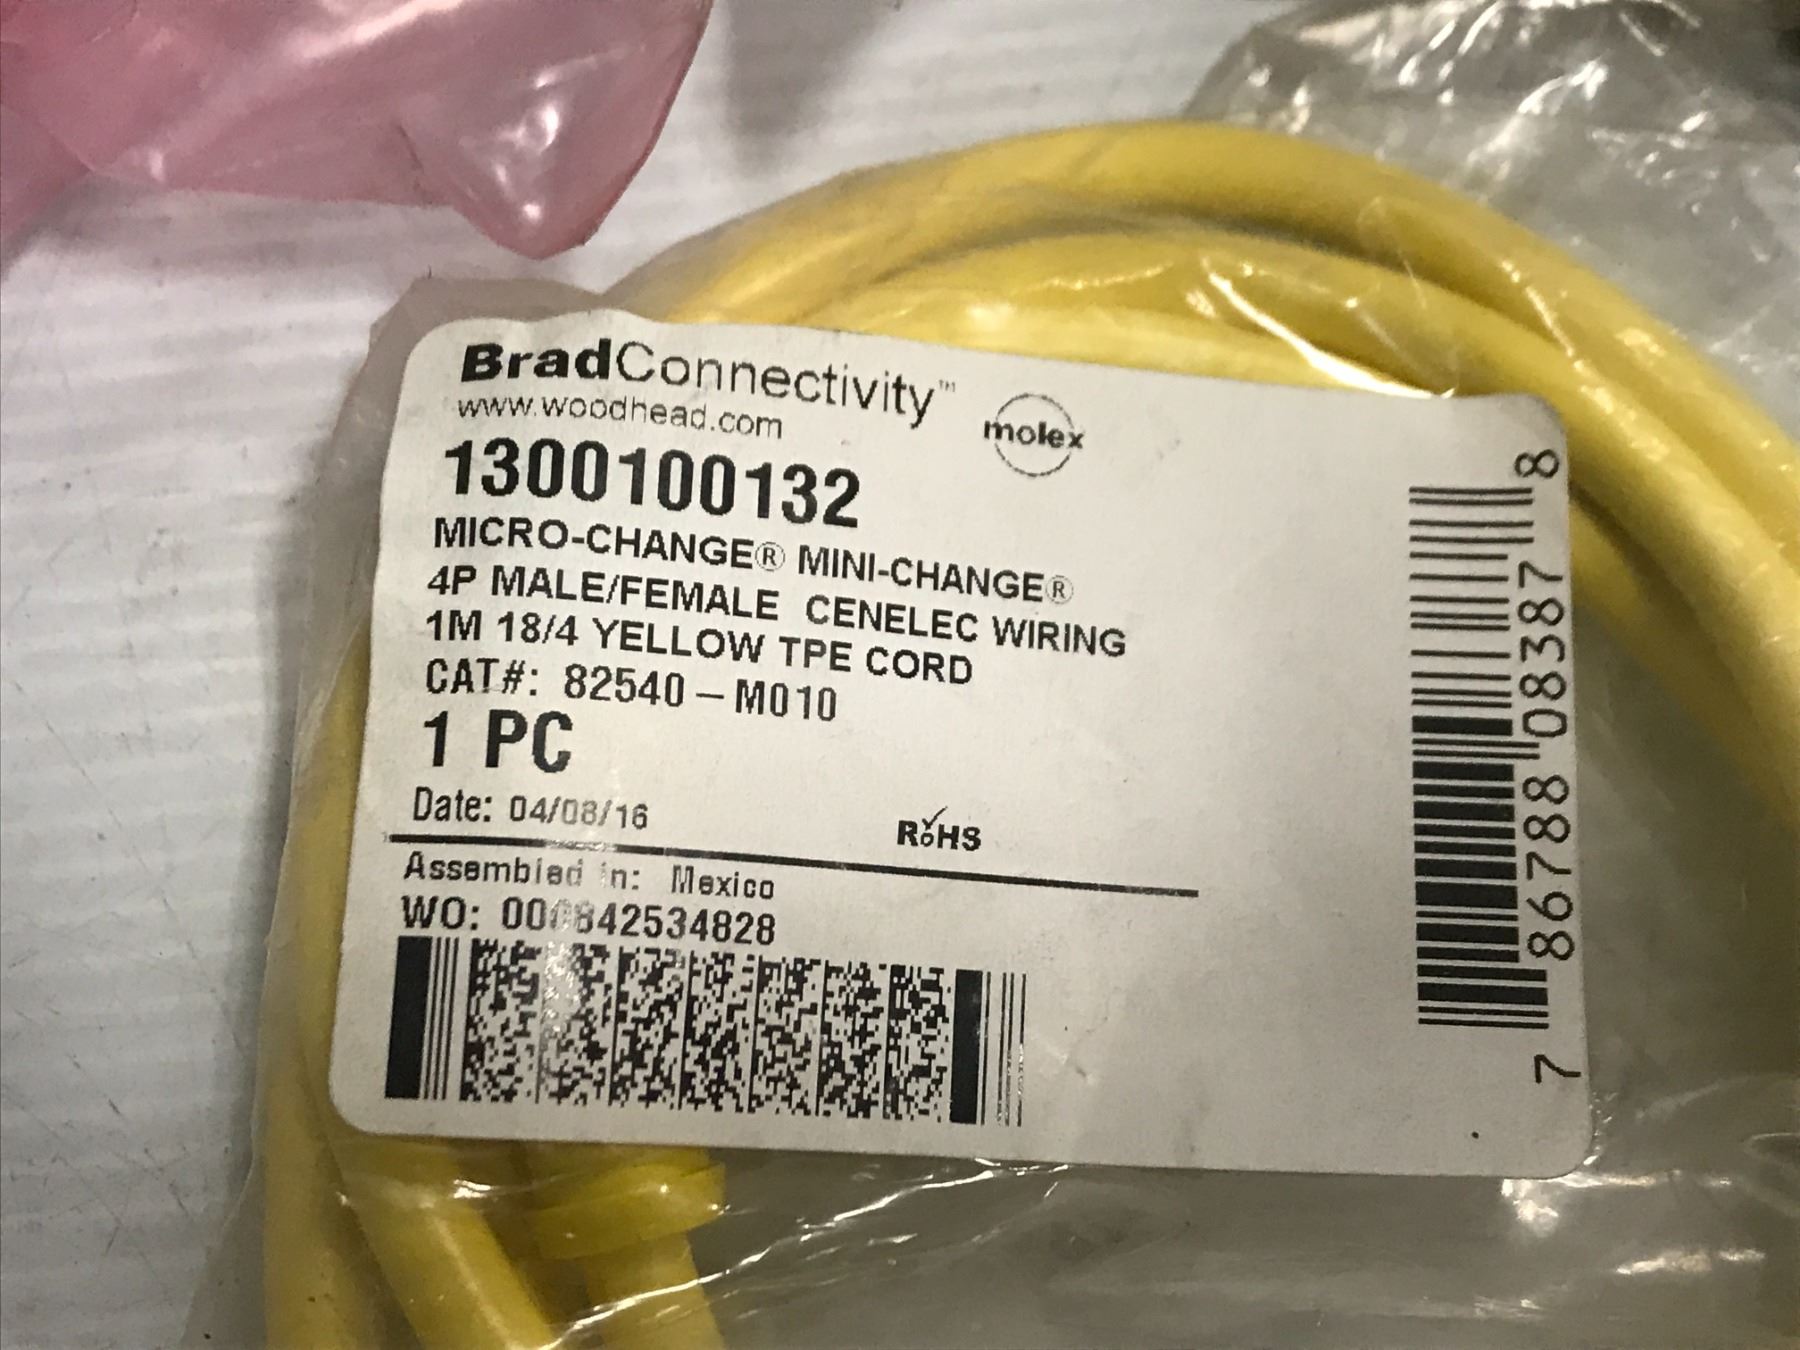 BradConnectivity™
www.woodhead.com
molex
1300100132
MICRO-CHANGE® MINI-CHANGE®
4P MALE/FEMALE CENELEC WIRING
1M 18/4 YELLOW TPE CORD
CAT#: 82540-M010
1 PC
Date: 04/08/16
RoHS
Assembled in: Mexico
WO: 000842534828
7 86788 08387 8